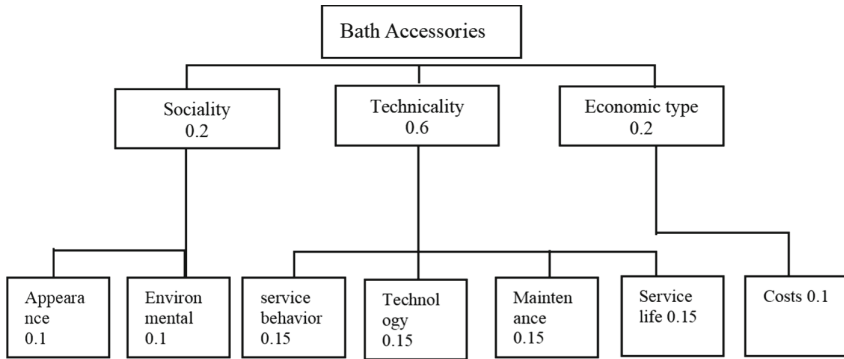 Bath Accessories
Sociality
0.2
Technicality
0.6
Economic type
0.2
Appeara
nce
0.1
Environ
mental
0.1
service
behavior
0.15
Technol
ogy
0.15
Mainten
ance
0.15
Service
life 0.15
Costs 0.1